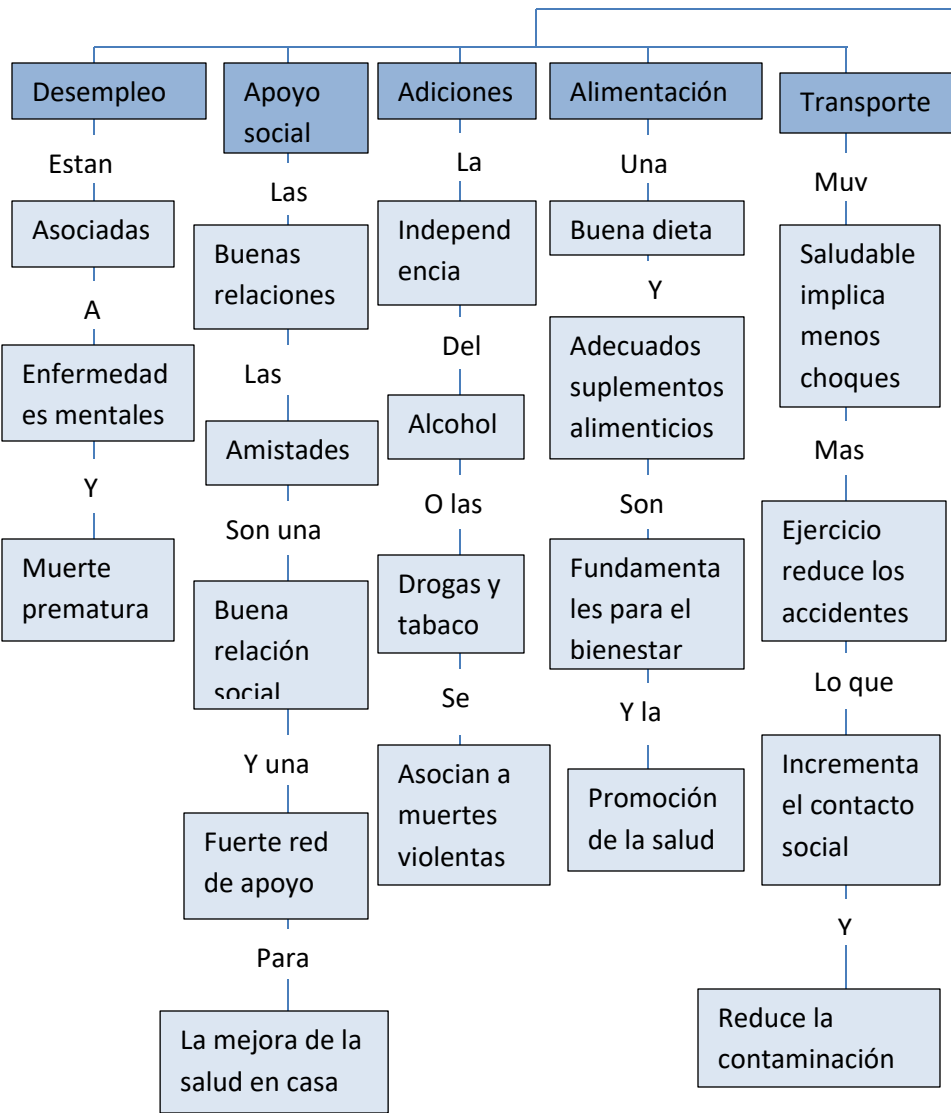 Desempleo
Estan
Asociadas
A
Enfermedad
es mentales
Y
Muerte
prematura
Apoyo
social
Las
Buenas
relaciones
Las
Amistades
Son una
Buena
relación
social
Y una
Fuerte red
de apoyo
Para
La mejora de la
salud en casa
Adiciones
La
Independ
encia
Del
Alcohol
O las
Drogas y
tabaco
Se
Asocian a
muertes
violentas
Alimentación
Una
Buena dieta
Y
Adecuados
suplementos
alimenticios
Son
Fundamenta
les para el
bienestar
Y la
Promoción
de la salud
Transporte
Muy
Saludable
implica
menos
choques
Mas
Ejercicio
reduce los
accidentes
Lo que
Incrementa
el contacto
social
Y
Reduce la
contaminación